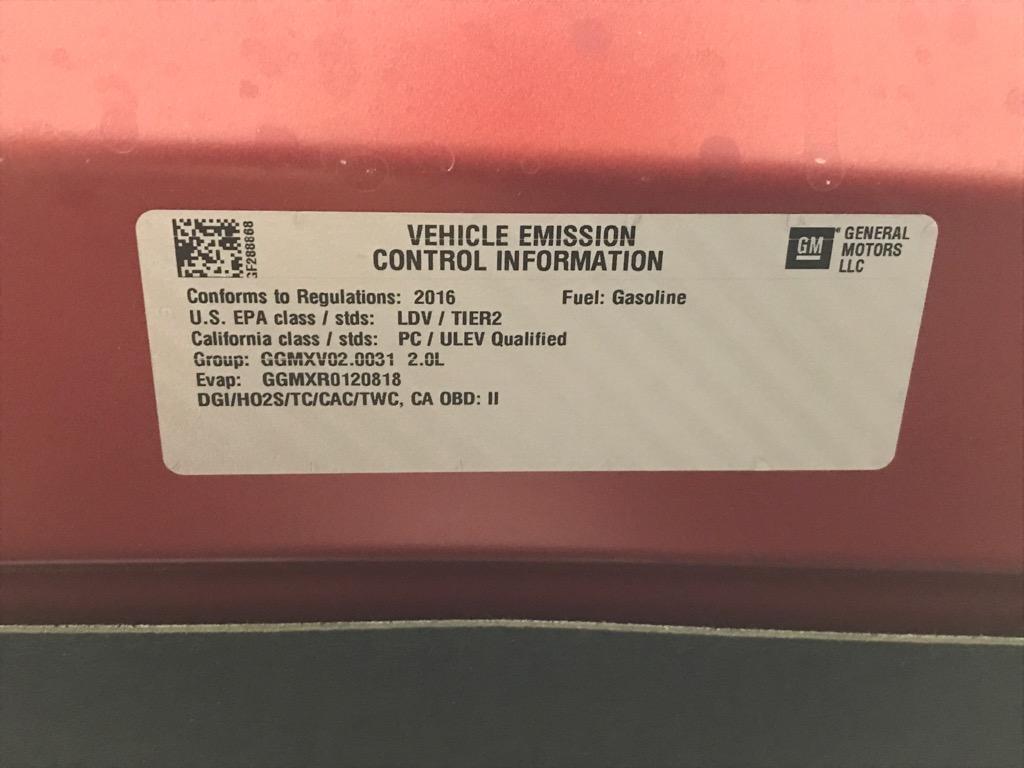 GF288868
VEHICLE EMISSION
CONTROL INFORMATION
GM GENERAL
MOTORS
LLC
Conforms to Regulations: 2016 Fuel: Gasoline
U.S. EPA class / stds: LDV / TIER2
California class / stds: PC / ULEV Qualified
Group: GGMXV02.0031 2.0L
Evap: GGMXR0120818
DGI/HO2S/TC/CAC/TWC, CA OBD: II